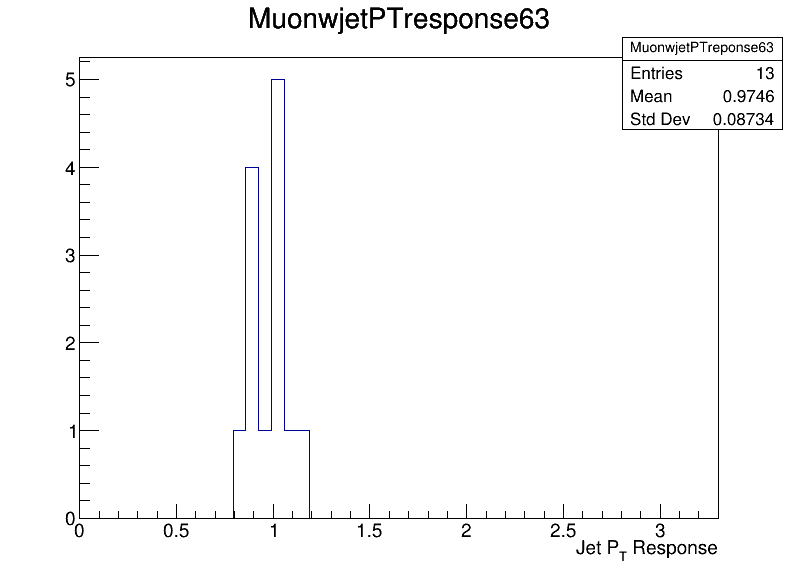 MuonwjetPTresponse63
MuonwjetPTreponse63
Entries 13
Mean 0.9746
Std Dev 0.08734
5
4
3
2
1
0
0 0.5 1 1.5 2 2.5 3
Jet PT Response